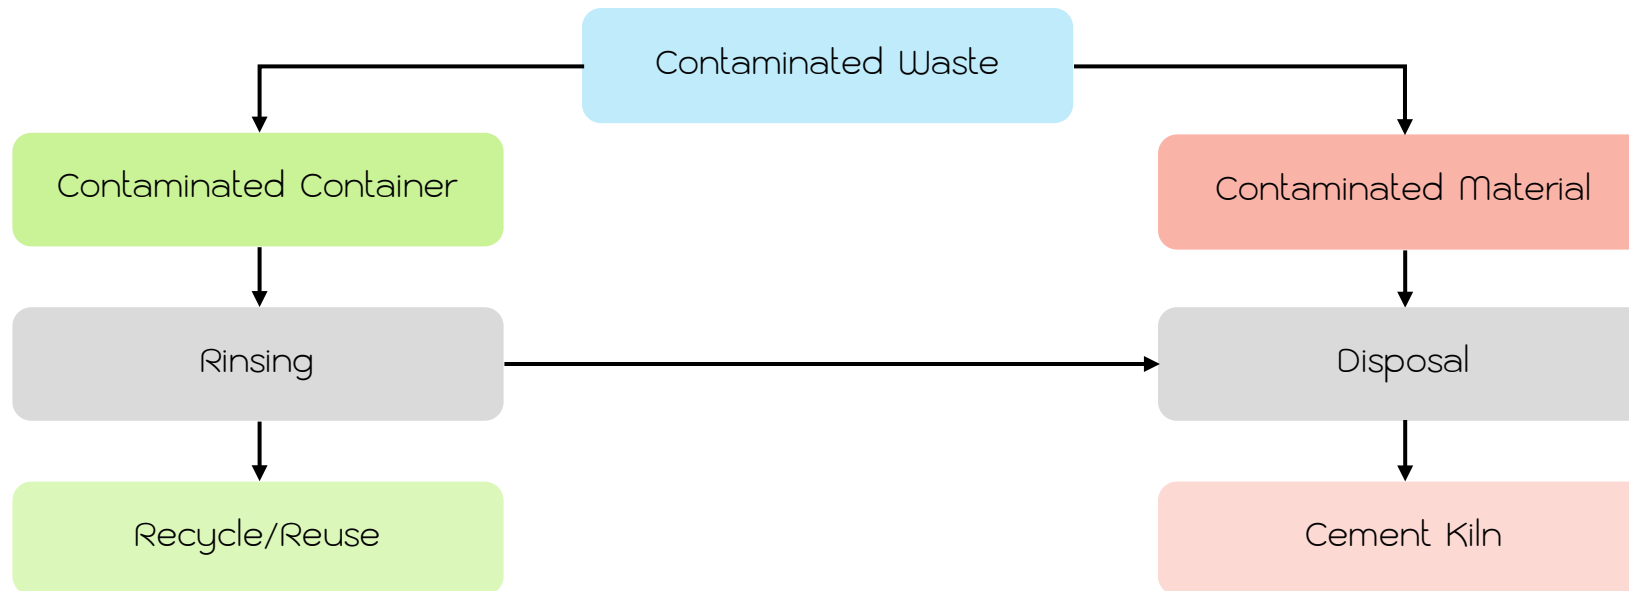 Contaminated Waste
Contaminated Container
Contaminated Material
Rinsing
Disposal
Recycle/Reuse
Cement Kiln